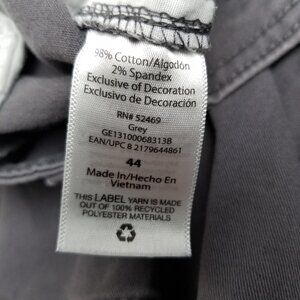 98% Cotton/Algodón
2% Spandex
Exclusive of Decoration
Exclusivo de Decoración
RN# 52469
Grey
GE13100068313B
EAN/UPC 8 2179644861
44
Made In/Hecho En
Vietnam
THIS LABEL YARN IS MADE
OUT OF 100% RECYCLED
POLYESTER MATERIALS